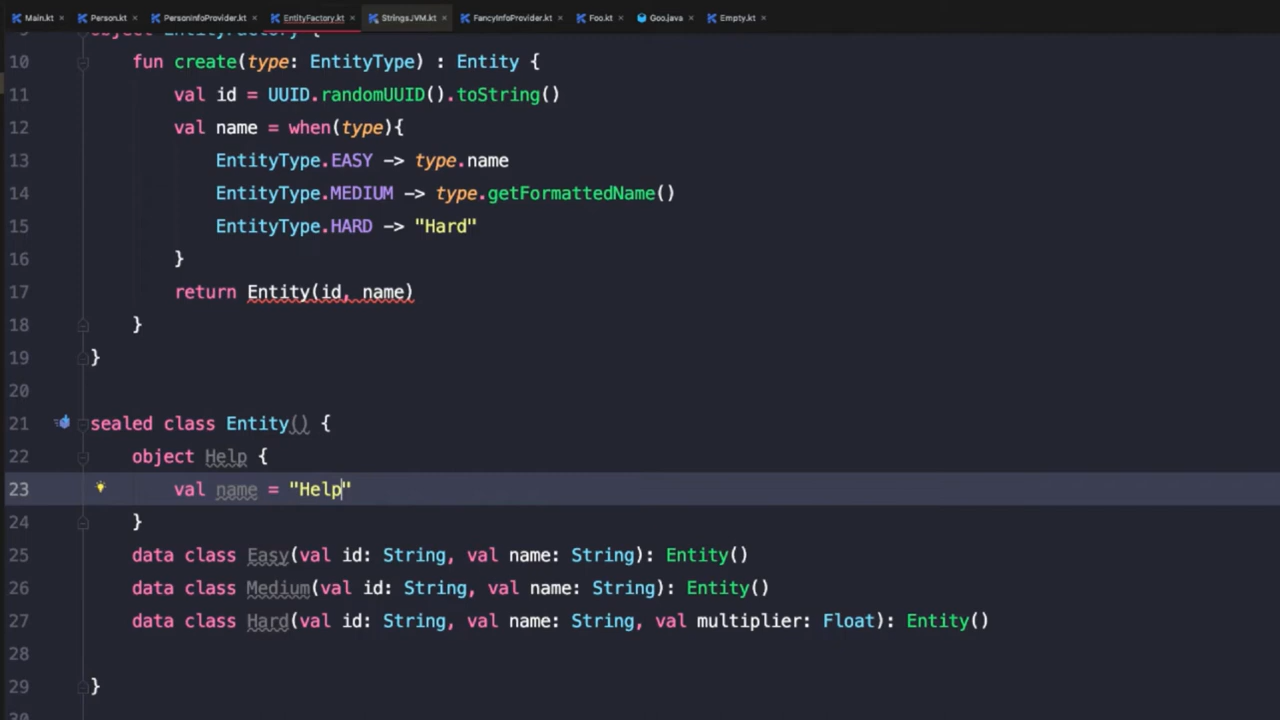 Main.kt Person.kt PersonInfoProvider.kt EntityFactory.kt StringsJVM.kt FancyInfoProvider.kt Foo.kt Goo.java Empty.kt
9 object EntityFactory {
10 fun create(type: EntityType) : Entity {
11 val id = UUID.randomUUID().toString()
12 val name = when(type){
13 EntityType.EASY -> type.name
14 EntityType.MEDIUM -> type.getFormattedName()
15 EntityType.HARD -> "Hard"
16 }
17 return Entity(id, name)
18 }
19 }
20
21 sealed class Entity() {
22 object Help {
23 val name = "Help"
24 }
25 data class Easy(val id: String, val name: String): Entity()
26 data class Medium(val id: String, val name: String): Entity()
27 data class Hard(val id: String, val name: String, val multiplier: Float): Entity()
28
29 }
30